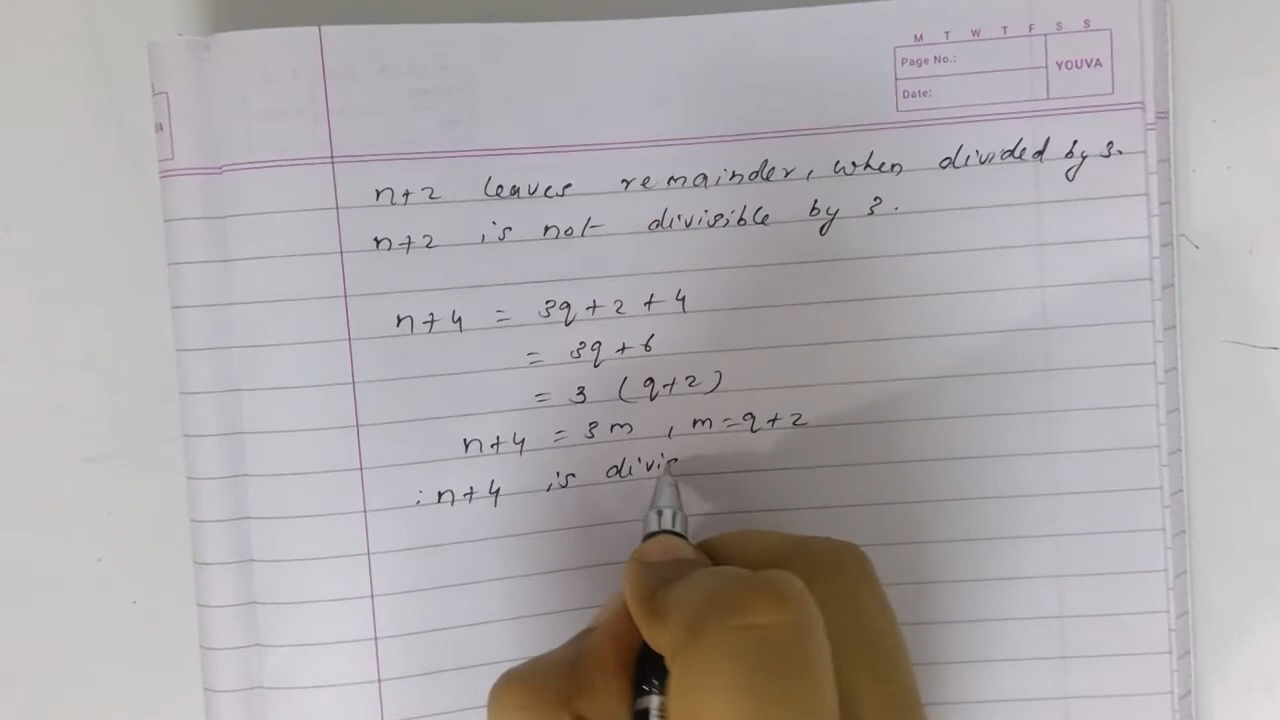 M T W T F S S
Page No.:
YOUVA
Date:
n+2 leaves remainder, when divided by 3.
n+2 is not divisible by 3.
n+4 = 3q+2+4
= 3q+6
= 3 (q+2)
n+4 = 3m , m=q+2
: n+4 is divis